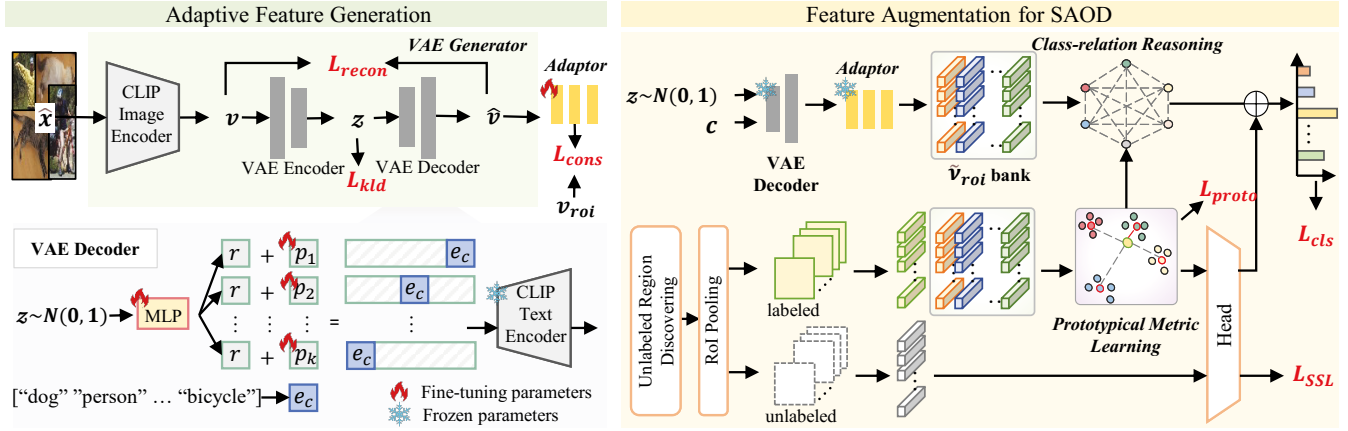 Adaptive Feature Generation
x̂
CLIP
Image
Encoder
v
VAE Encoder
L_recon
z
L_kld
VAE Generator
VAE Decoder
v̂
Adaptor
L_cons
v_roi
VAE Decoder
z~N(0, 1)
MLP
r + p_1
r + p_2
⋮ ⋮ ⋮ ⋮ = ⋮
r + p_k
e_c
e_c
e_c
CLIP
Text
Encoder
["dog" "person" … "bicycle"]
e_c
Fine-tuning parameters
Frozen parameters
Feature Augmentation for SAOD
z~N(0, 1)
c
VAE
Decoder
Adaptor
ṽ_roi bank
Class-relation Reasoning
L_proto
L_cls
Unlabeled Region
Discovering
RoI Pooling
labeled
unlabeled
Prototypical Metric
Learning
Head
L_SSL